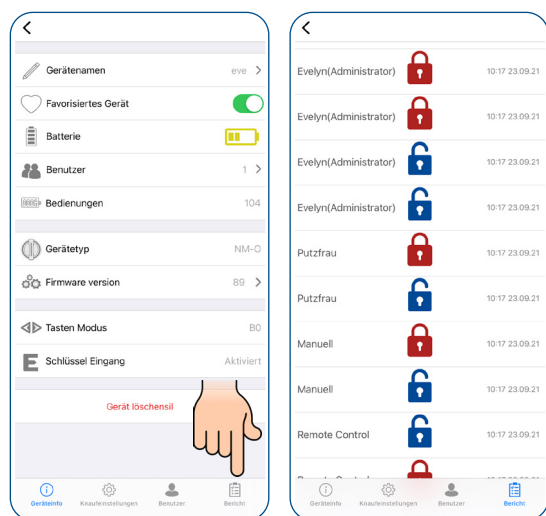 Gerätenamen eve
Favorisiertes Gerät
Batterie
Benutzer 1
Bedienungen 104
Gerätetyp NM-O
Firmware version 89
Tasten Modus B0
E Schlüssel Eingang Aktiviert
Gerät löschensil
Geräteinfo Knaufeinstellungen Benutzer Bericht
Evelyn(Administrator) 10:17 23.09.21
Evelyn(Administrator) 10:17 23.09.21
Evelyn(Administrator) 10:17 23.09.21
Evelyn(Administrator) 10:17 23.09.21
Putzfrau 10:17 23.09.21
Putzfrau 10:17 23.09.21
Manuell 10:17 23.09.21
Manuell 10:17 23.09.21
Remote Control 10:17 23.09.21
Geräteinfo Knaufeinstellungen Benutzer Bericht